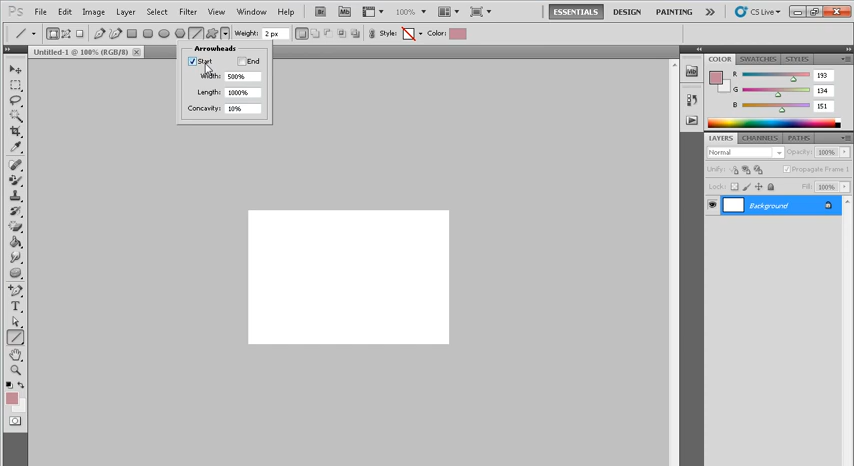 Ps File Edit Image Layer Select Filter View Window Help Br Mb 100% ESSENTIALS DESIGN PAINTING CS Live
Weight: 2 px Style: Color:
Untitled-1 @ 100% (RGB/8)
Arrowheads
Start End
Width: 500%
Length: 1000%
Concavity: 10%
Mb
COLOR SWATCHES STYLES
R 193
G 134
B 151
LAYERS CHANNELS PATHS
Normal Opacity: 100%
Unify: Propagate Frame 1
Lock: Fill: 100%
Background
T